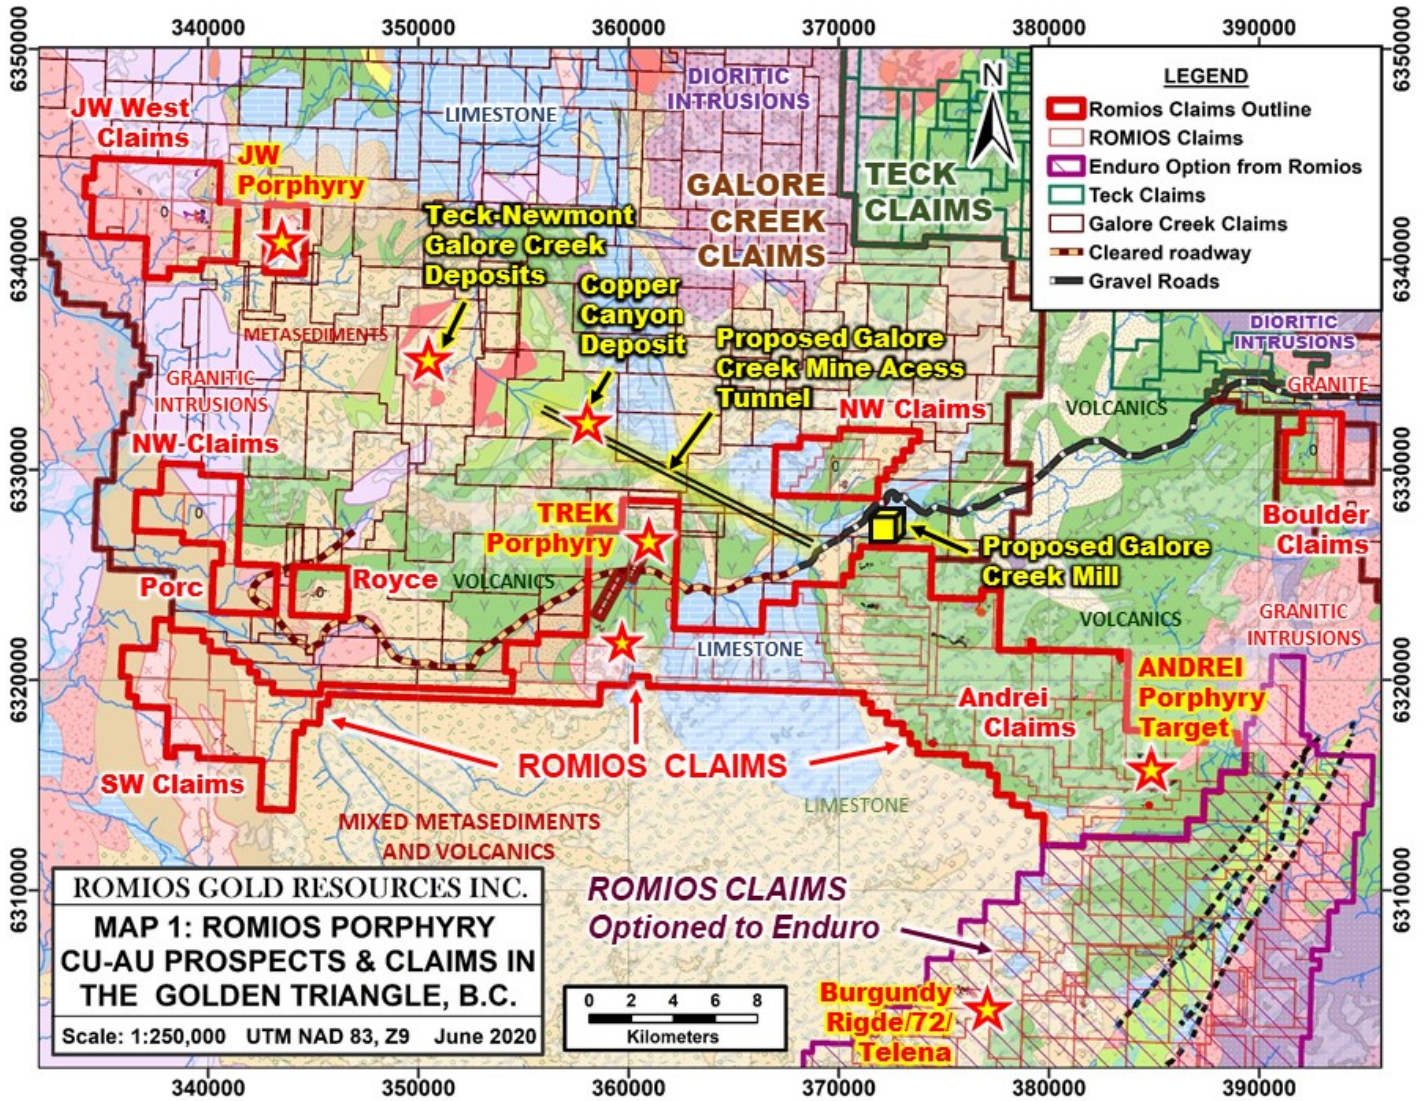 340000
350000
360000
370000
380000
390000
6350000
6340000
6330000
6320000
6310000
6350000
6340000
6330000
6320000
6310000
LEGEND
Romios Claims Outline
ROMIOS Claims
Enduro Option from Romios
Teck Claims
Galore Creek Claims
Cleared roadway
Gravel Roads
N
JW West
Claims
JW
Porphyry
LIMESTONE
DIORITIC
INTRUSIONS
GALORE
CREEK
CLAIMS
TECK
CLAIMS
Teck-Newmont
Galore Creek
Deposits
Copper
Canyon
Deposit
Proposed Galore
Creek Mine Acess
Tunnel
METASEDIMENTS
GRANITIC
INTRUSIONS
NW-Claims
NW Claims
VOLCANICS
DIORITIC
INTRUSIONS
GRANITE
Boulder
Claims
TREK
Porphyry
Proposed Galore
Creek Mill
Porc
Royce
VOLCANICS
VOLCANICS
GRANITIC
INTRUSIONS
LIMESTONE
ANDREI
Porphyry
Target
Andrei
Claims
SW Claims
ROMIOS CLAIMS
LIMESTONE
MIXED METASEDIMENTS
AND VOLCANICS
ROMIOS CLAIMS
Optioned to Enduro
Burgundy
Rigde/72/
Telena
ROMIOS GOLD RESOURCES INC.
MAP 1: ROMIOS PORPHYRY
CU-AU PROSPECTS & CLAIMS IN
THE GOLDEN TRIANGLE, B.C.
Scale: 1:250,000 UTM NAD 83, Z9 June 2020
0 2 4 6 8
Kilometers
340000
350000
360000
370000
380000
390000